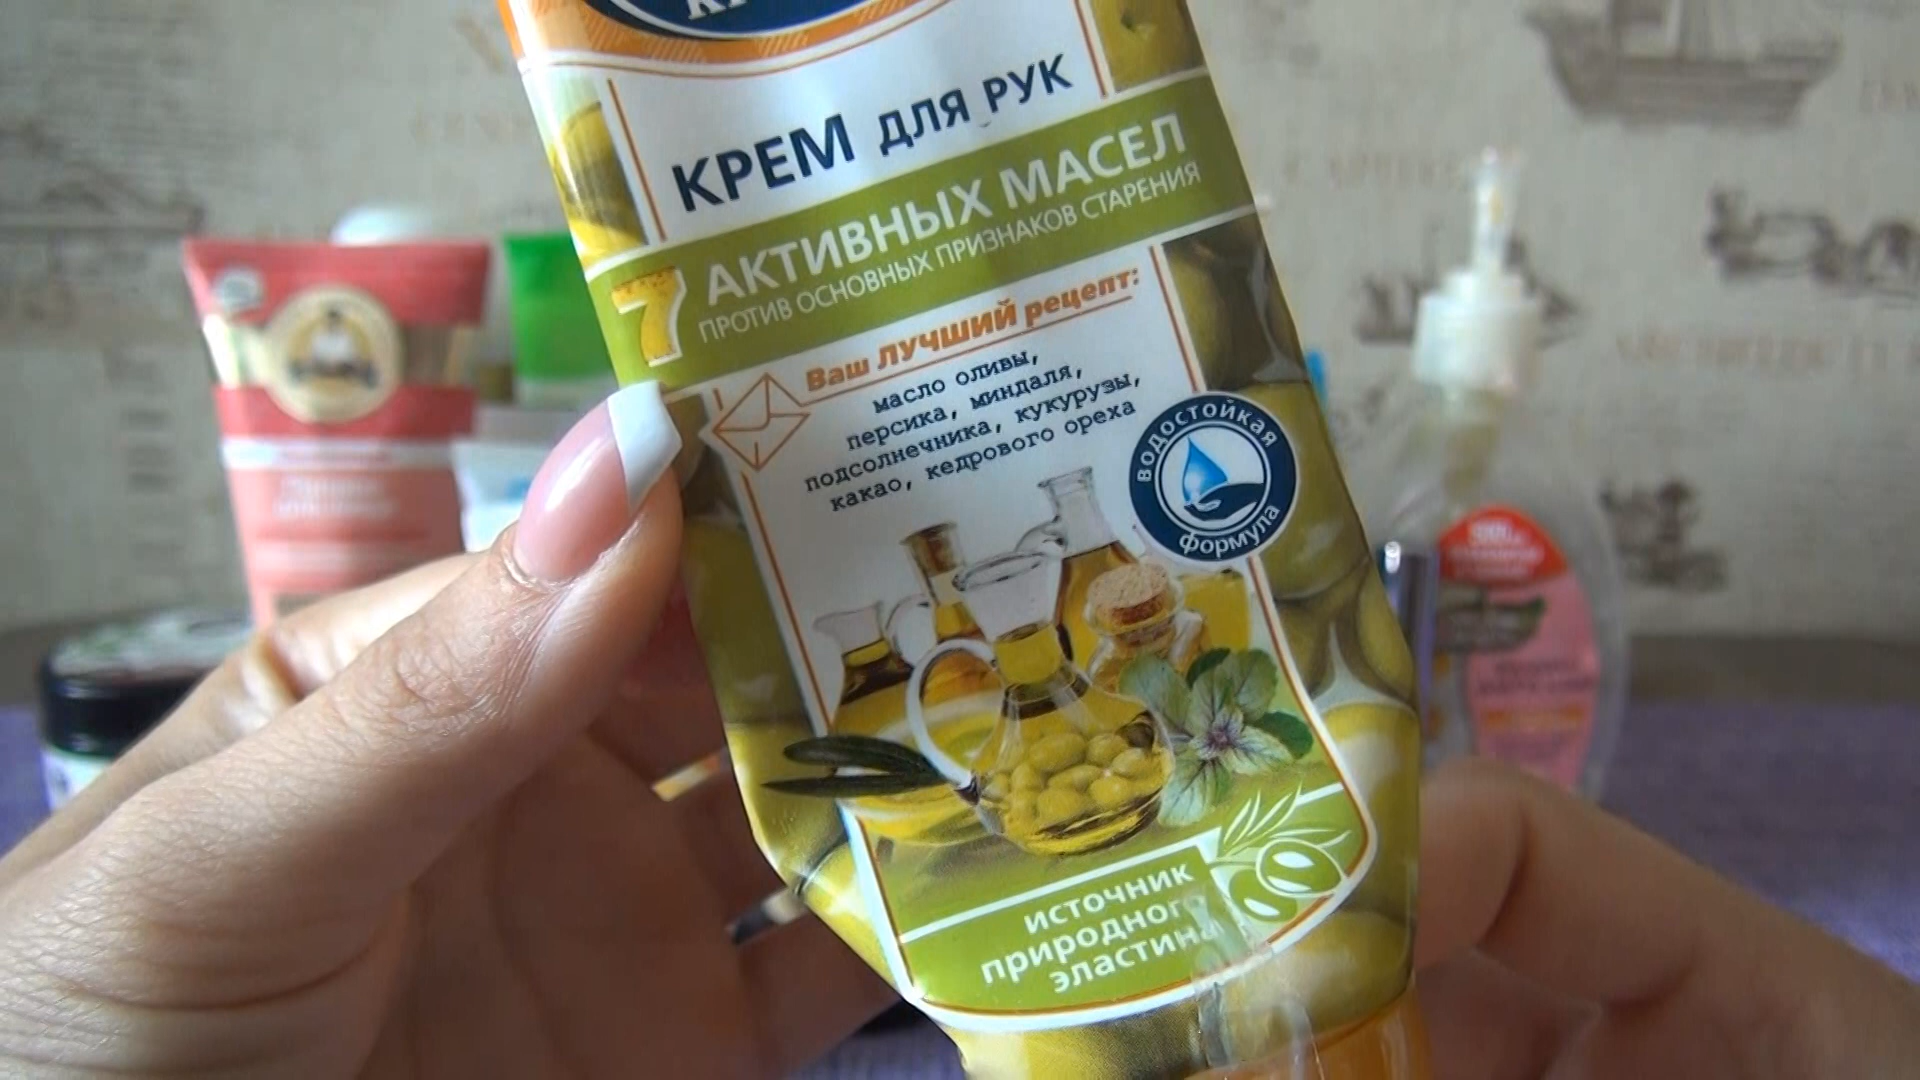 КРЕМ ДЛЯ РУК
7 АКТИВНЫХ МАСЕЛ
ПРОТИВ ОСНОВНЫХ ПРИЗНАКОВ СТАРЕНИЯ
Ваш ЛУЧШИЙ рецепт:
масло оливы,
персика, миндаля,
подсолнечника, кукурузы,
какао, кедрового ореха
ВОДОСТОЙКАЯ
формула
источник
природного
эластина